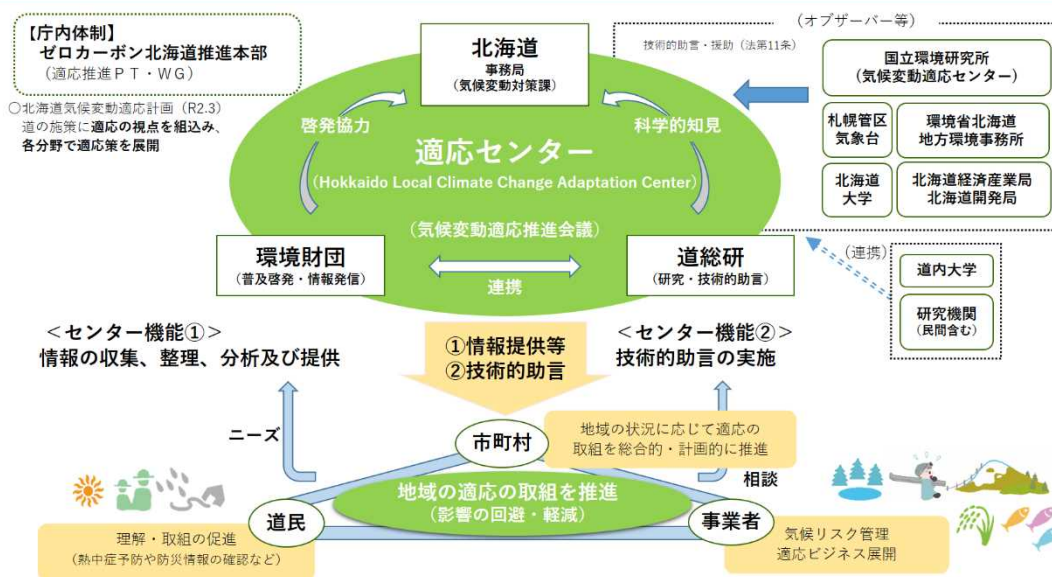 【庁内体制】
ゼロカーボン北海道推進本部
（適応推進ＰＴ・ＷＧ）
○北海道気候変動適応計画（R2.3）
道の施策に適応の視点を組込み、
各分野で適応策を展開
北海道
事務局
(気候変動対策課)
技術的助言・援助（法第11条）
（オブザーバー等）
国立環境研究所
(気候変動適応センター)
札幌管区
気象台
環境省北海道
地方環境事務所
北海道
大学
北海道経済産業局
北海道開発局
啓発協力
科学的知見
適応センター
(Hokkaido Local Climate Change Adaptation Center)
(気候変動適応推進会議)
環境財団
(普及啓発・情報発信)
連携
道総研
(研究・技術的助言)
(連携)
道内大学
研究機関
(民間含む)
＜センター機能①＞
情報の収集、整理、分析及び提供
①情報提供等
②技術的助言
＜センター機能②＞
技術的助言の実施
ニーズ
市町村
地域の状況に応じて適応の
取組を総合的・計画的に推進
相談
地域の適応の取組を推進
(影響の回避・軽減)
道民
事業者
理解・取組の促進
(熱中症予防や防災情報の確認など)
気候リスク管理
適応ビジネス展開